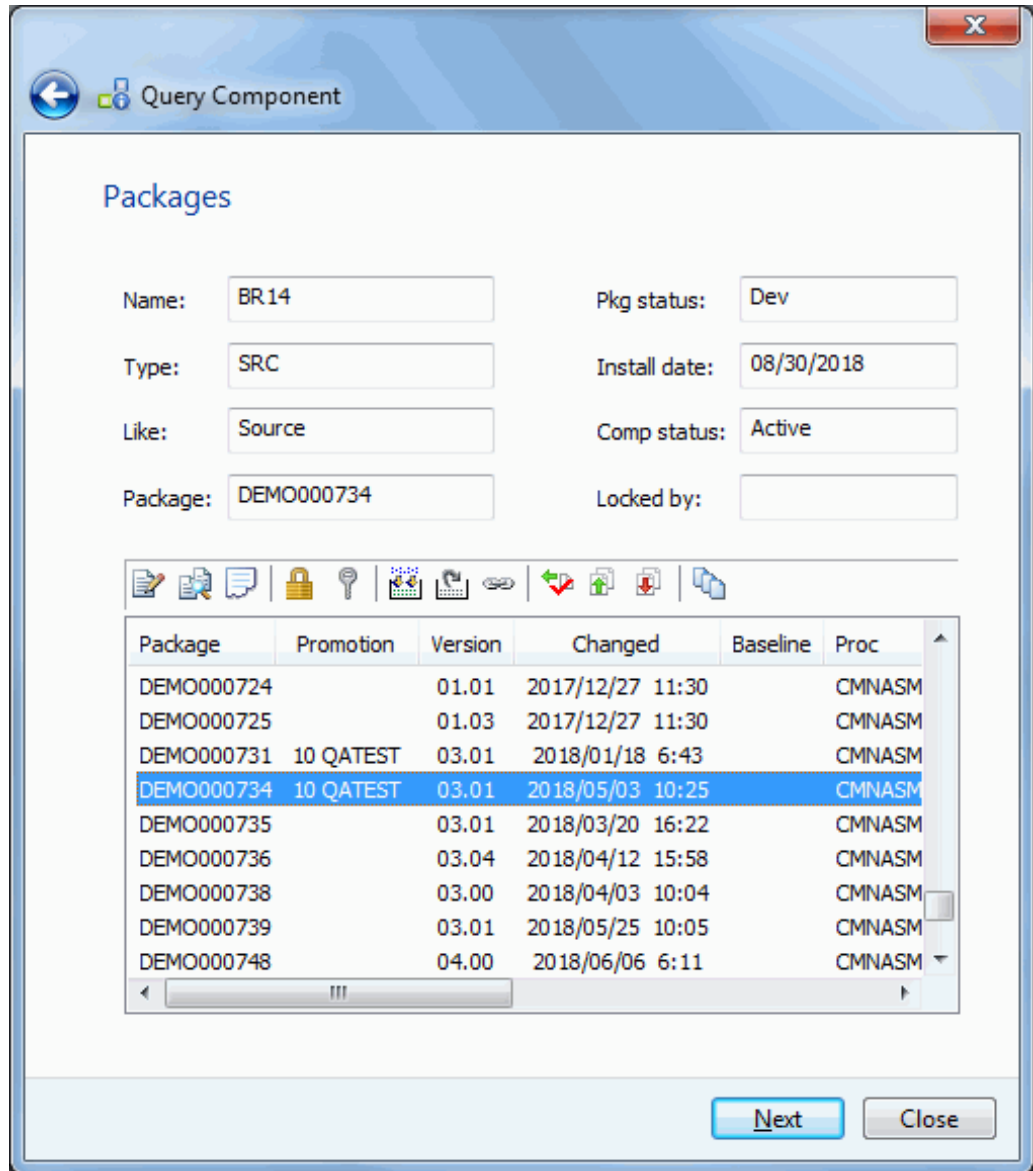 X
Query Component
Packages
Name: BR14 Pkg status: Dev
Type: SRC Install date: 08/30/2018
Like: Source Comp status: Active
Package: DEMO000734 Locked by:
Package Promotion Version Changed Baseline Proc
DEMO000724 01.01 2017/12/27 11:30 CMNASM
DEMO000725 01.03 2017/12/27 11:30 CMNASM
DEMO000731 10 QATEST 03.01 2018/01/18 6:43 CMNASM
DEMO000734 10 QATEST 03.01 2018/05/03 10:25 CMNASM
DEMO000735 03.01 2018/03/20 16:22 CMNASM
DEMO000736 03.04 2018/04/12 15:58 CMNASM
DEMO000738 03.00 2018/04/03 10:04 CMNASM
DEMO000739 03.01 2018/05/25 10:05 CMNASM
DEMO000748 04.00 2018/06/06 6:11 CMNASM
Next Close